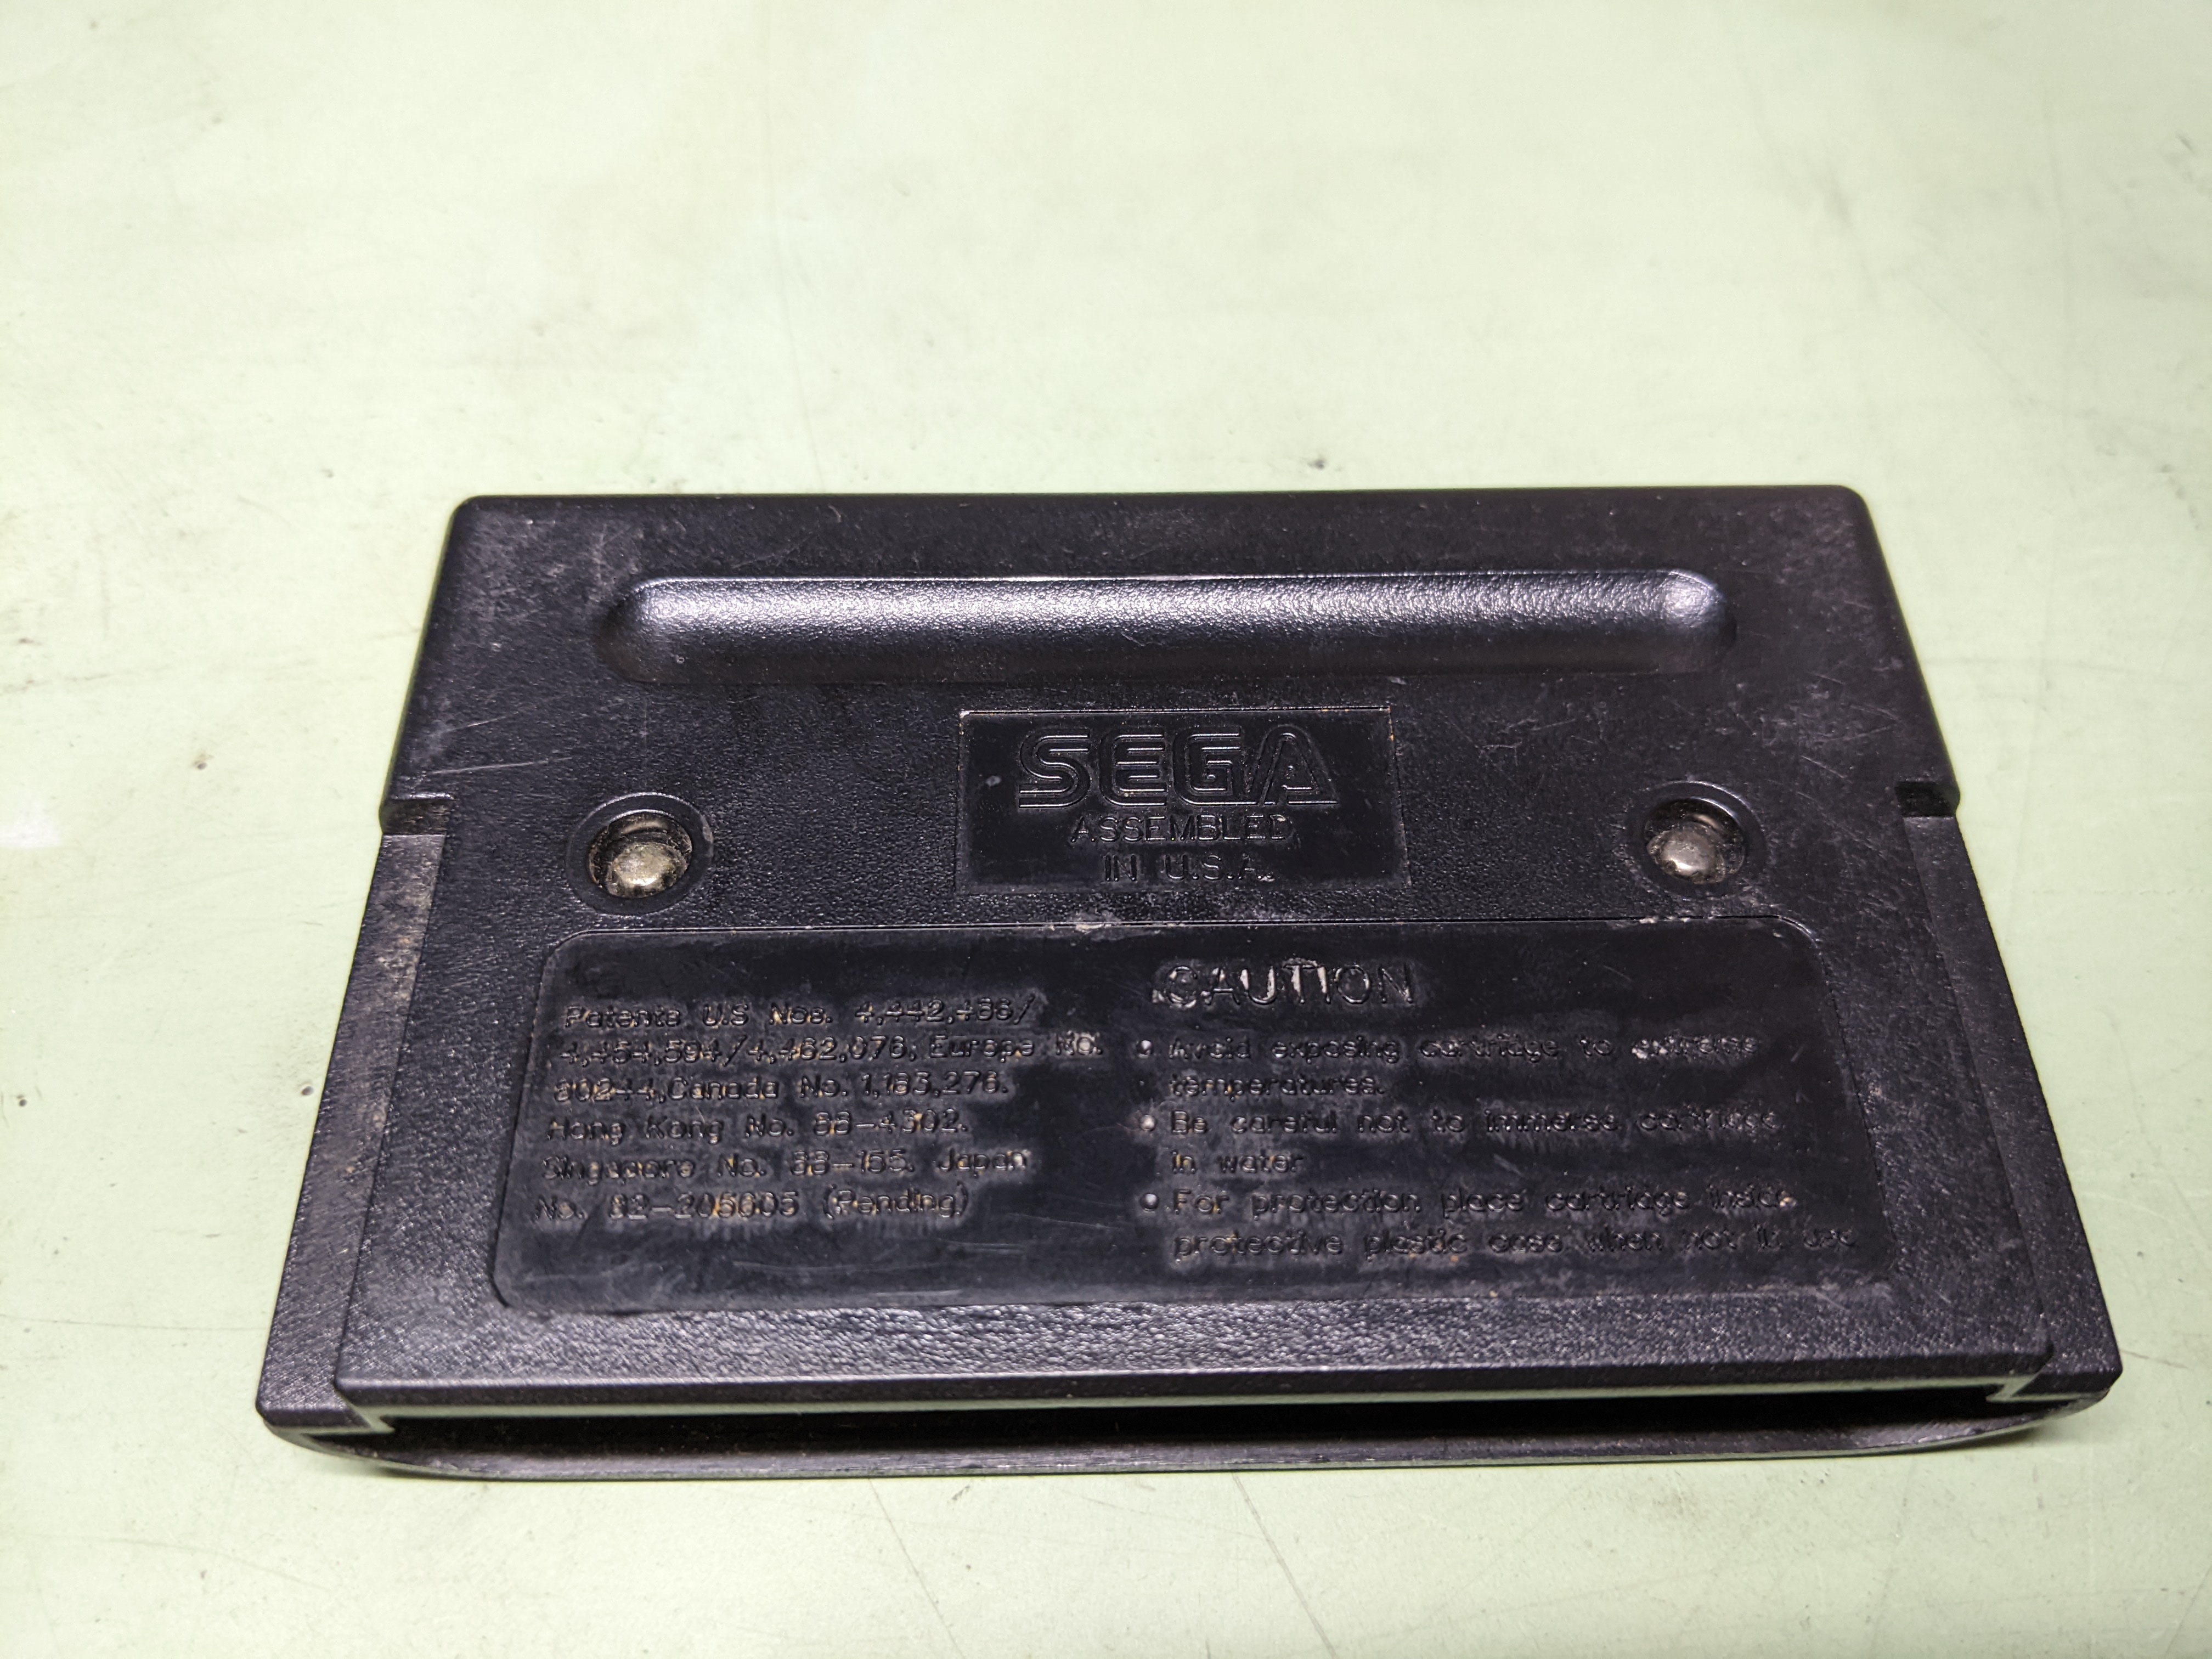 SEGA
ASSEMBLED
IN U.S.A.
Patents U.S Nos. 4,442,486/
4,454,594/4,462,076, Europe No.
80244, Canada No. 1,183,276.
Hong Kong No. 88-4302.
Singapore No. 88-155. Japan
No. 82-205605 (Pending)
CAUTION
• Avoid exposing cartridge to extreme
temperatures.
• Be careful not to immerse cartridge
in water
• For protection place cartridge inside
protective plastic case when not in use